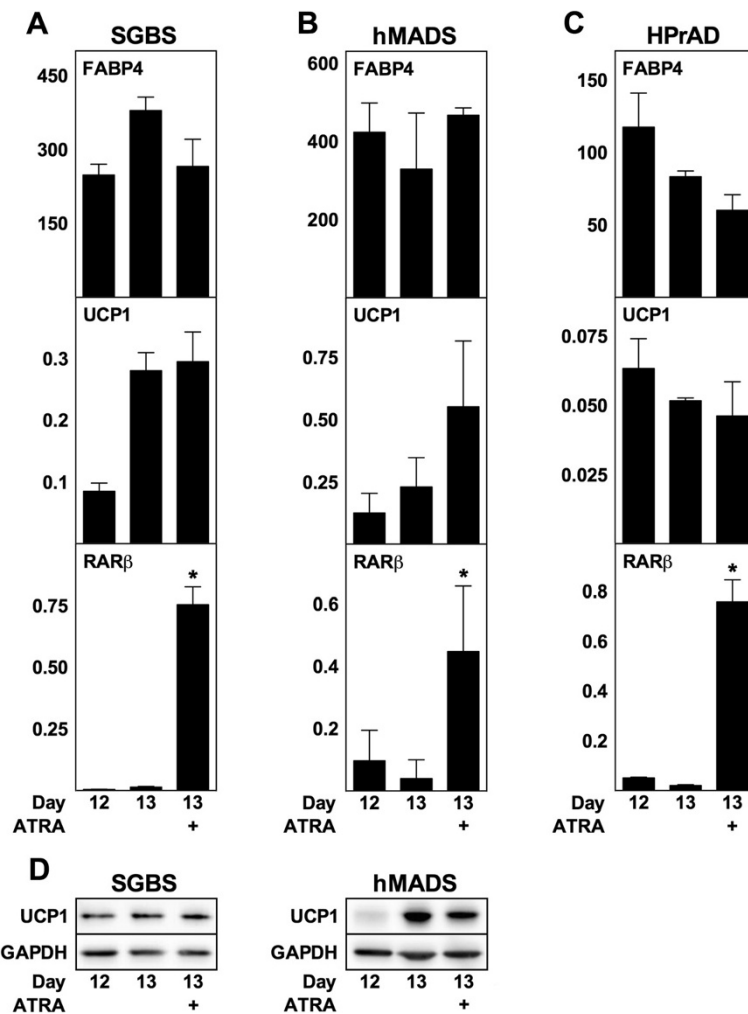 A
SGBS
FABP4
450
300
150
UCP1
0.3
0.2
0.1
RARβ
*
0.75
0.50
0.25
Day 12 13 13
ATRA +
B
hMADS
600
FABP4
400
200
UCP1
0.75
0.50
0.25
RARβ
*
0.6
0.4
0.2
Day 12 13 13
ATRA +
C
HPrAD
FABP4
150
100
50
UCP1
0.075
0.050
0.025
RARβ
*
0.8
0.6
0.4
0.2
Day 12 13 13
ATRA +
D
SGBS
UCP1
GAPDH
Day 12 13 13
ATRA +
hMADS
UCP1
GAPDH
Day 12 13 13
ATRA +